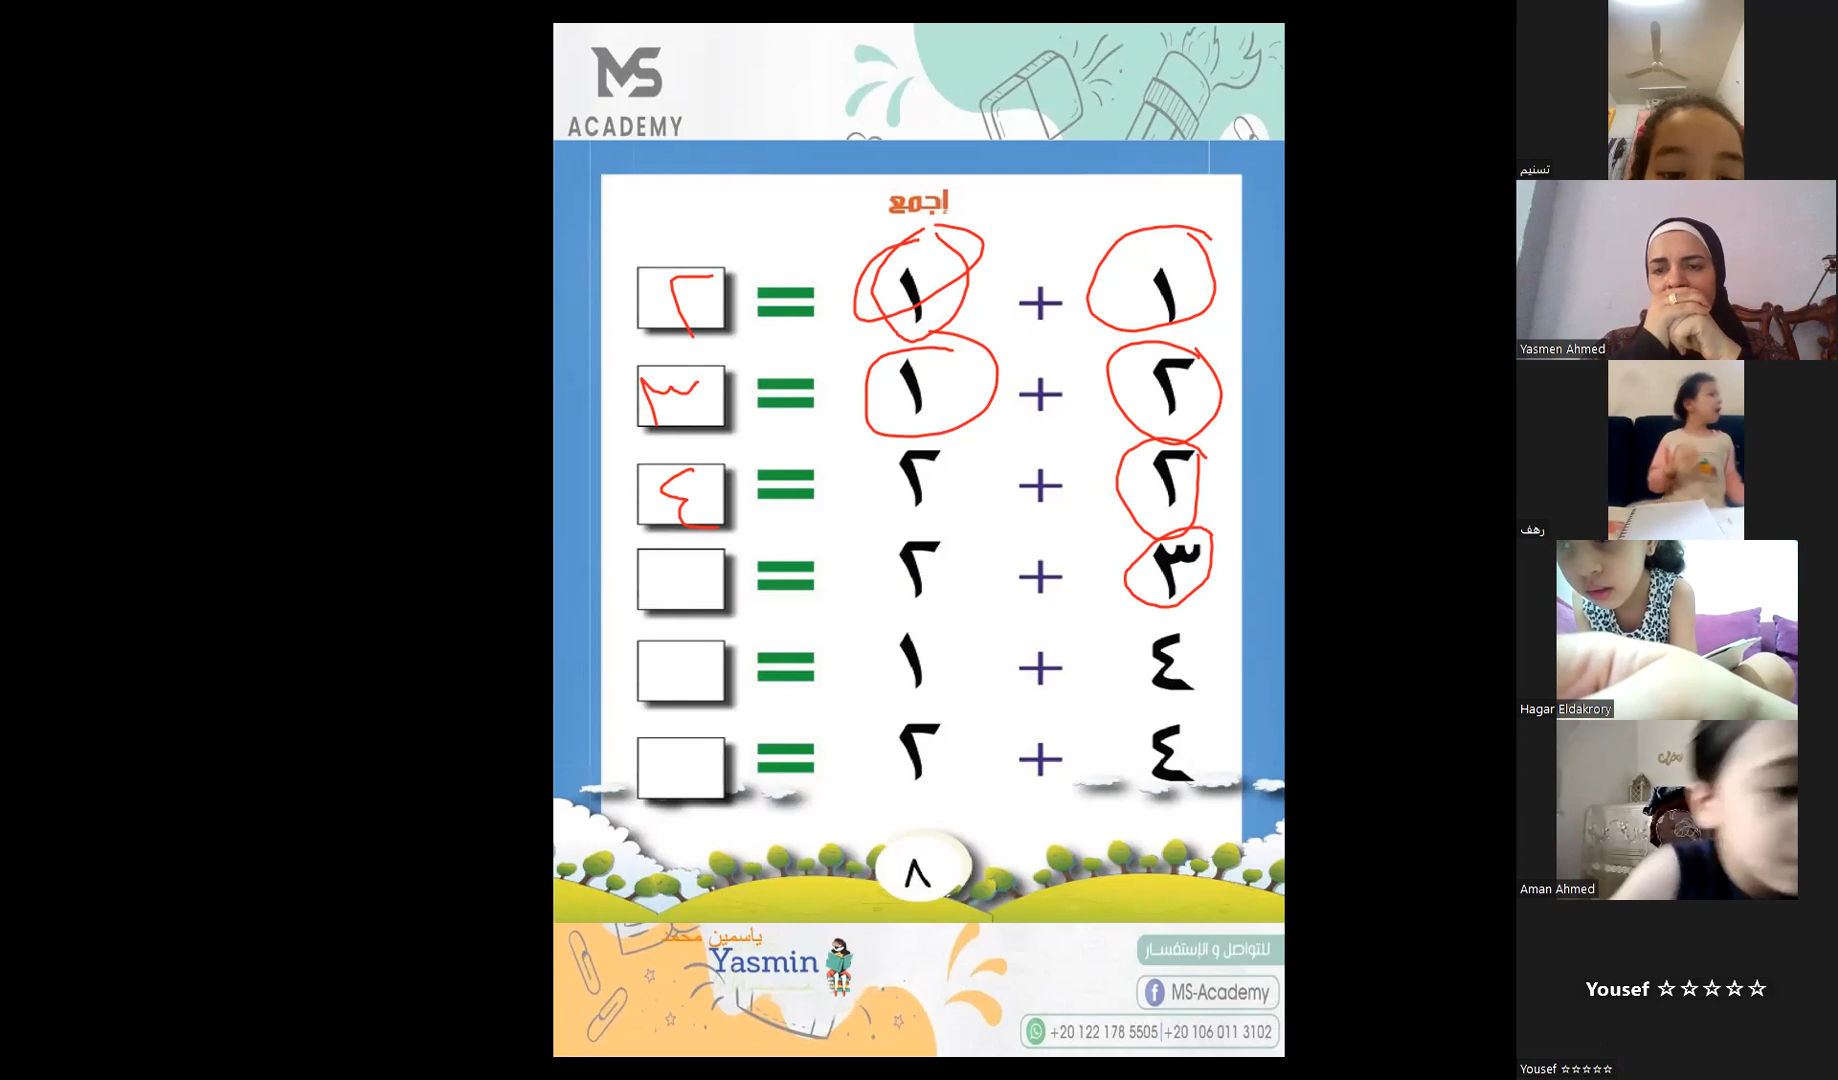 MS
ACADEMY
إجمع
١ + ١ = ٢
٢ + ١ = ٣
٢ + ٢ = ٤
٣ + ٢ =
٤ + ١ =
٤ + ٢ =
٨
ياسمين محمد
Yasmin
للتواصل و الإستفسار
MS-Academy
+20 122 178 5505 | +20 106 011 3102
تسنيم
Yasmen Ahmed
رهف
Hagar Eldakrory
Aman Ahmed
Yousef ☆☆☆☆☆
Yousef ☆☆☆☆☆